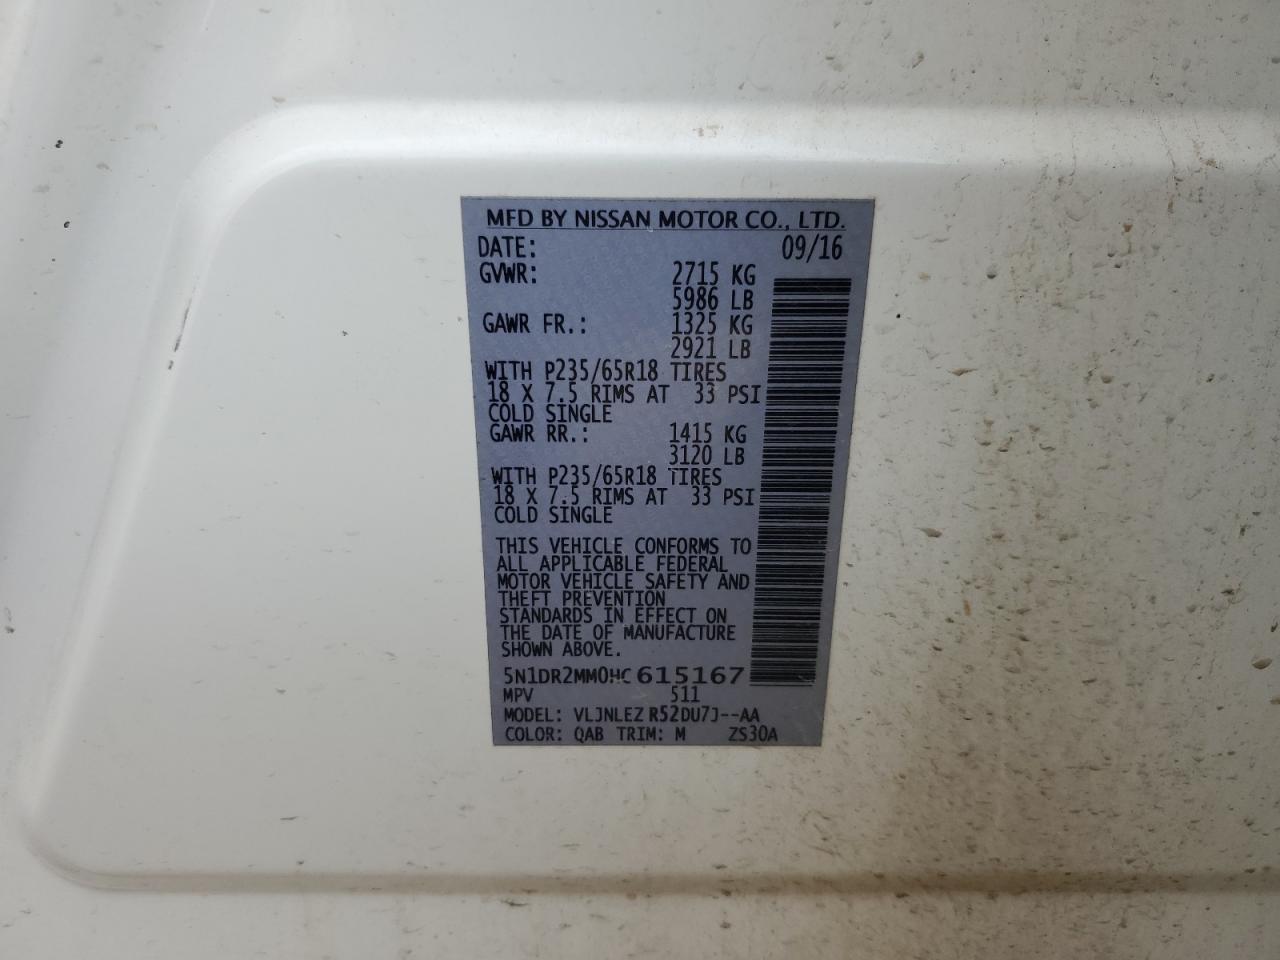 MFD BY NISSAN MOTOR CO., LTD.
DATE: 09/16
GVWR: 2715 KG
5986 LB
GAWR FR.: 1325 KG
2921 LB
WITH P235/65R18 TIRES
18 X 7.5 RIMS AT 33 PSI
COLD SINGLE
GAWR RR.: 1415 KG
3120 LB
WITH P235/65R18 TIRES
18 X 7.5 RIMS AT 33 PSI
COLD SINGLE
THIS VEHICLE CONFORMS TO
ALL APPLICABLE FEDERAL
MOTOR VEHICLE SAFETY AND
THEFT PREVENTION
STANDARDS IN EFFECT ON
THE DATE OF MANUFACTURE
SHOWN ABOVE.
5N1DR2MM0HC615167
MPV 511
MODEL: VLJNLEZ R52DU7J--AA
COLOR: QAB TRIM: M ZS30A